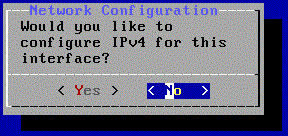 Network Configuration
Would you like to
configure IPv4 for this
interface?
< Yes > < No >